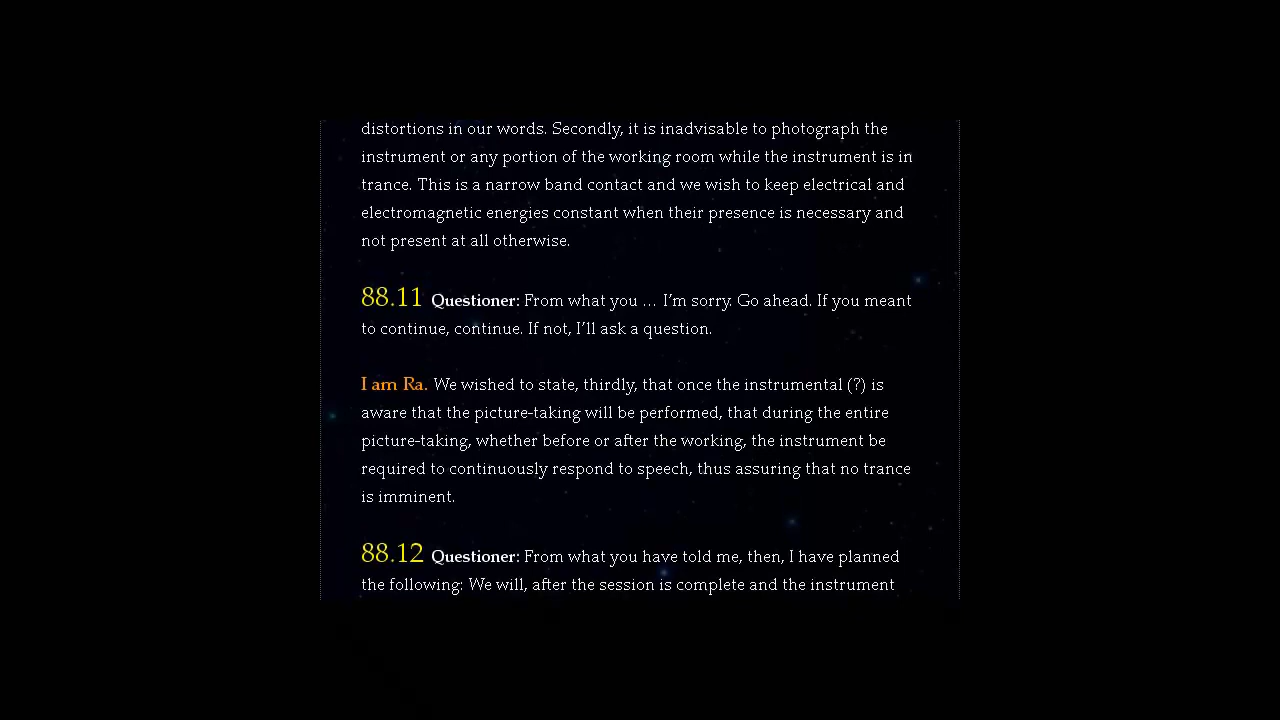 distortions in our words. Secondly, it is inadvisable to photograph the
instrument or any portion of the working room while the instrument is in
trance. This is a narrow band contact and we wish to keep electrical and
electromagnetic energies constant when their presence is necessary and
not present at all otherwise.
88.11 Questioner: From what you … I’m sorry. Go ahead. If you meant
to continue, continue. If not, I’ll ask a question.
I am Ra. We wished to state, thirdly, that once the instrumental (?) is
aware that the picture-taking will be performed, that during the entire
picture-taking, whether before or after the working, the instrument be
required to continuously respond to speech, thus assuring that no trance
is imminent.
88.12 Questioner: From what you have told me, then, I have planned
the following: We will, after the session is complete and the instrument